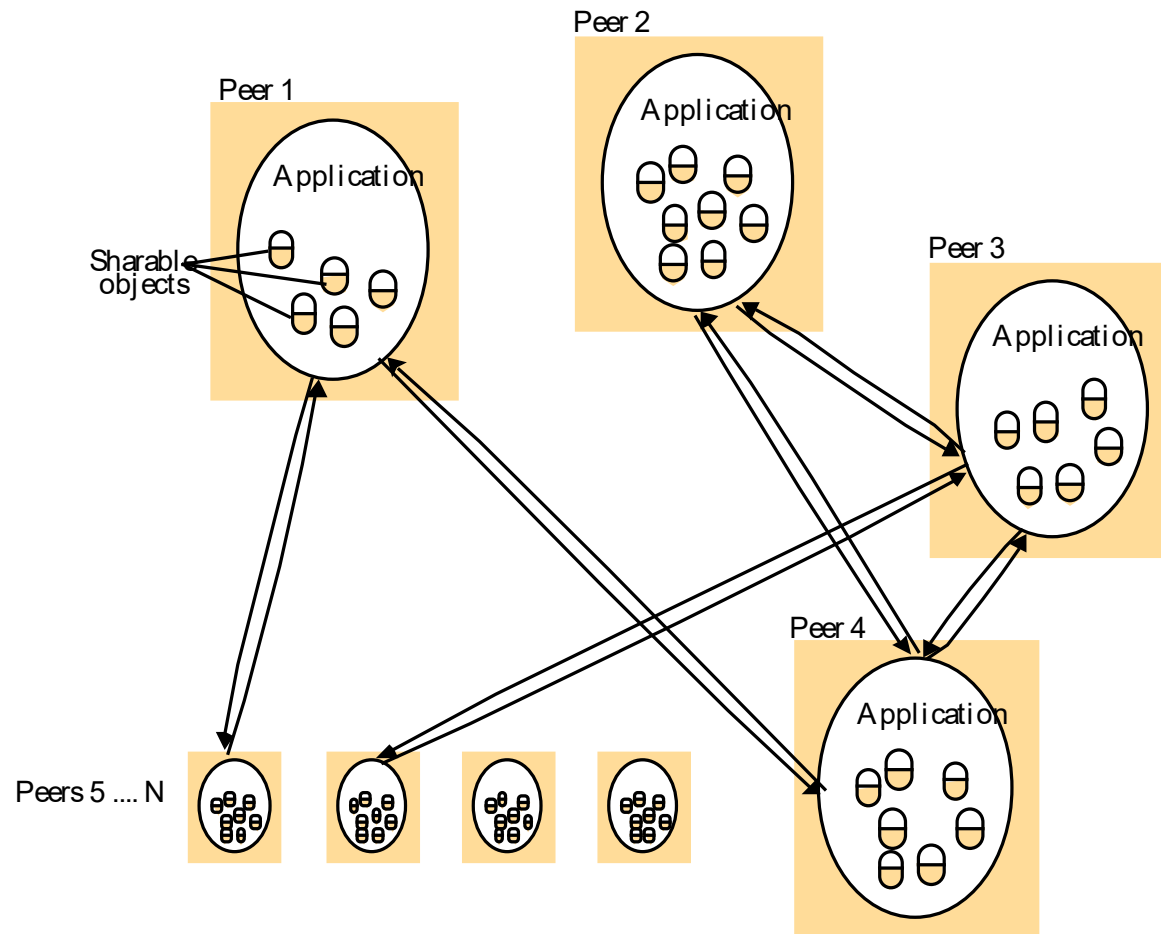 Peer 2
Peer 1
Application
Application
Sharable
objects
Peer 3
Application
Peer 4
Application
Peers 5 .... N